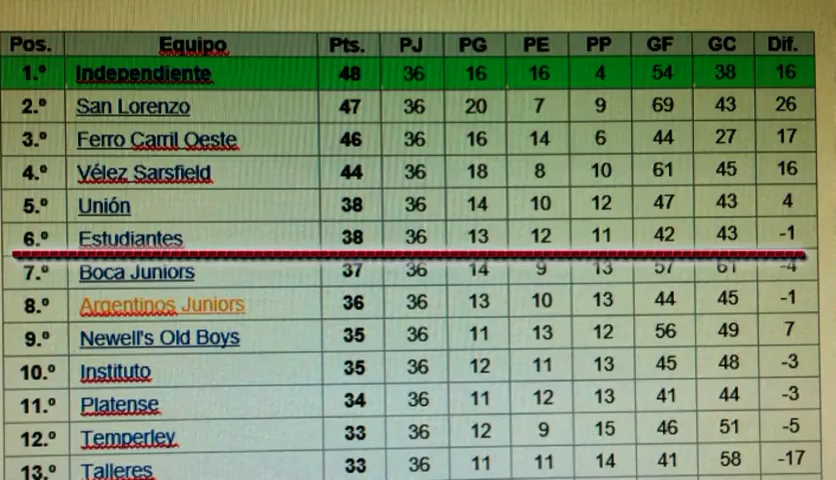 Pos. Equipo Pts. PJ PG PE PP GF GC Dif.
1.º Independiente 48 36 16 16 4 54 38 16
2.º San Lorenzo 47 36 20 7 9 69 43 26
3.º Ferro Carril Oeste 46 36 16 14 6 44 27 17
4.º Vélez Sarsfield 44 36 18 8 10 61 45 16
5.º Unión 38 36 14 10 12 47 43 4
6.º Estudiantes 38 36 13 12 11 42 43 -1
7.º Boca Juniors 37 36 14 9 13 57 61 -4
8.º Argentinos Juniors 36 36 13 10 13 44 45 -1
9.º Newell's Old Boys 35 36 11 13 12 56 49 7
10.º Instituto 35 36 12 11 13 45 48 -3
11.º Platense 34 36 11 12 13 41 44 -3
12.º Temperley 33 36 12 9 15 46 51 -5
13.º Talleres 33 36 11 11 14 41 58 -17